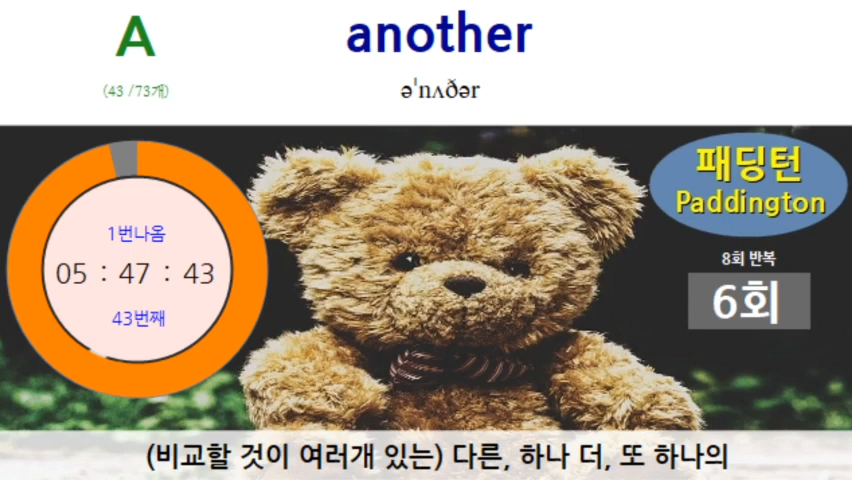 A
another
(43 /73개)
ə'nʌðər
패딩턴
Paddington
1번나옴
05 : 47 : 43
43번째
8회 반복
6회
(비교할 것이 여러개 있는) 다른, 하나 더, 또 하나의